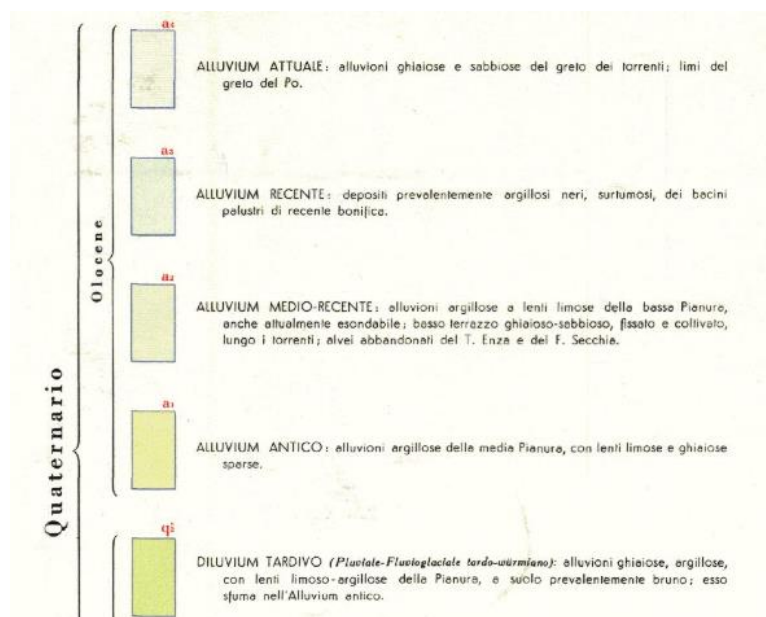 a4
ALLUVIUM ATTUALE: alluvioni ghiaiose e sabbiose del greto dei torrenti; limi del
greto del Po.
a3
ALLUVIUM RECENTE: depositi prevalentemente argillosi neri, surtumosi, dei bacini
palustri di recente bonifica.
Olocene
a2
ALLUVIUM MEDIO-RECENTE: alluvioni argillose a lenti limose della bassa Pianura,
anche attualmente esondabile; basso terrazzo ghiaioso-sabbioso, fissato e coltivato,
lungo i torrenti; alvei abbandonati del T. Enza e del F. Secchia.
Quaternario
a1
ALLUVIUM ANTICO: alluvioni argillose della media Pianura, con lenti limose e ghiaiose
sparse.
DILUVIUM TARDIVO (Pluviale-Fluvioglaciale tardo-würmiano): alluvioni ghiaiose, argillose,
con lenti limoso-argillose della Pianura, a suolo prevalentemente bruno; esso
sfuma nell'Alluvium antico.